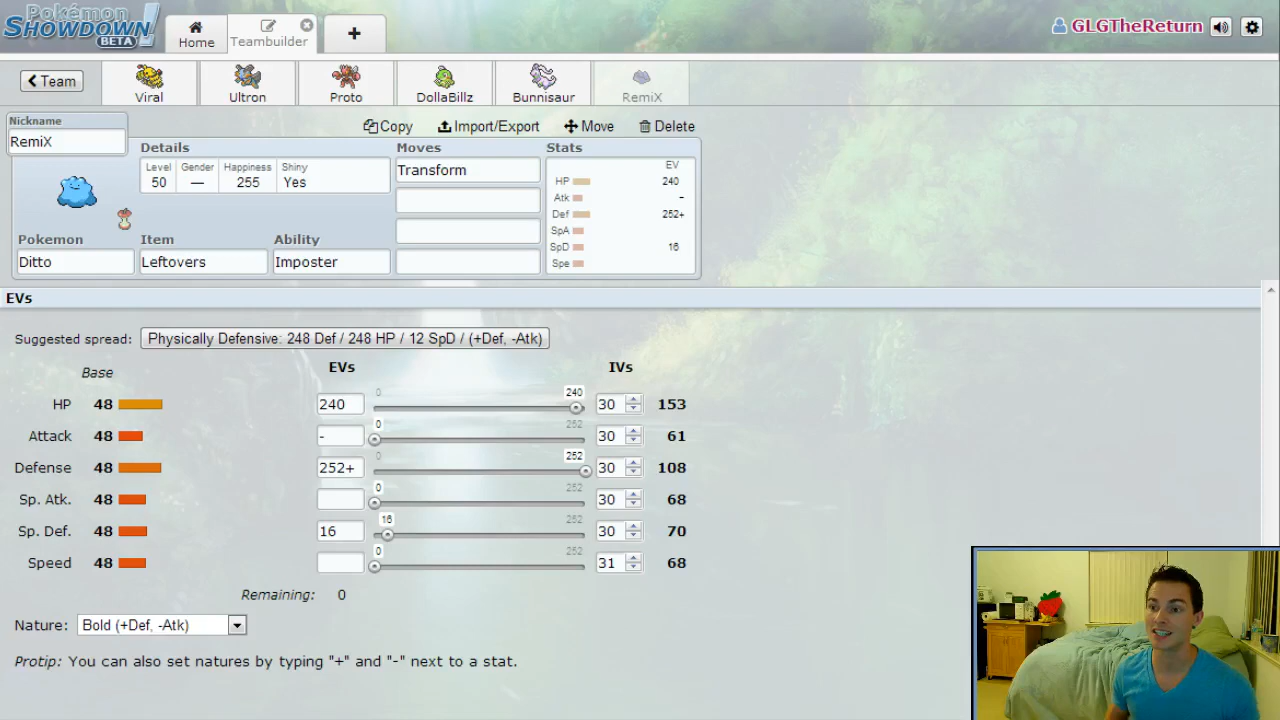 Pokémon
SHOWDOWN!
BETA
Home
Teambuilder
+
GLGTheReturn
Team
Viral
Ultron
Proto
DollaBillz
Bunnisaur
RemiX
Nickname
RemiX
Copy
Import/Export
Move
Delete
Details
Moves
Stats
Level
Gender
Happiness
Shiny
50
—
255
Yes
Transform
EV
HP
240
Atk
-
Def
252+
SpA
SpD
16
Spe
Pokemon
Item
Ability
Ditto
Leftovers
Imposter
EVs
Suggested spread: Physically Defensive: 248 Def / 248 HP / 12 SpD / (+Def, -Atk)
Base
EVs
IVs
0 240
HP 48 240 30 153
0 252
Attack 48 - 30 61
0 252
Defense 48 252+ 30 108
0 252
Sp. Atk. 48 30 68
16 252
Sp. Def. 48 16 30 70
0 252
Speed 48 31 68
Remaining: 0
Nature: Bold (+Def, -Atk)
Protip: You can also set natures by typing "+" and "-" next to a stat.